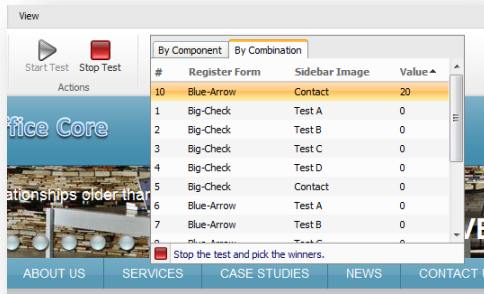 View
Start Test Stop Test
Actions
By Component By Combination
# Register Form Sidebar Image Value
10 Blue-Arrow Contact 20
1 Big-Check Test A 0
2 Big-Check Test B 0
3 Big-Check Test C 0
4 Big-Check Test D 0
5 Big-Check Contact 0
6 Blue-Arrow Test A 0
7 Blue-Arrow Test B 0
Stop the test and pick the winners.
ffice Core
ationships older than
VE
ABOUT US SERVICES CASE STUDIES NEWS CONTACT U